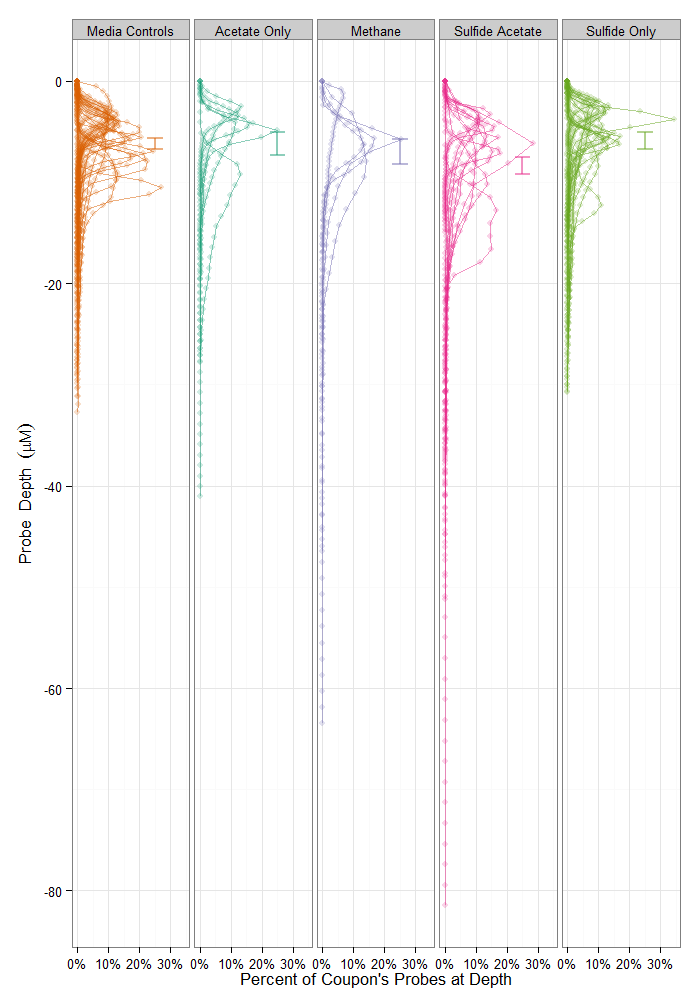 Media Controls Acetate Only Methane Sulfide Acetate Sulfide Only
0
-20
-40
-60
-80
Probe Depth (μM)
0% 10% 20% 30% 0% 10% 20% 30% 0% 10% 20% 30% 0% 10% 20% 30% 0% 10% 20% 30%
Percent of Coupon's Probes at Depth